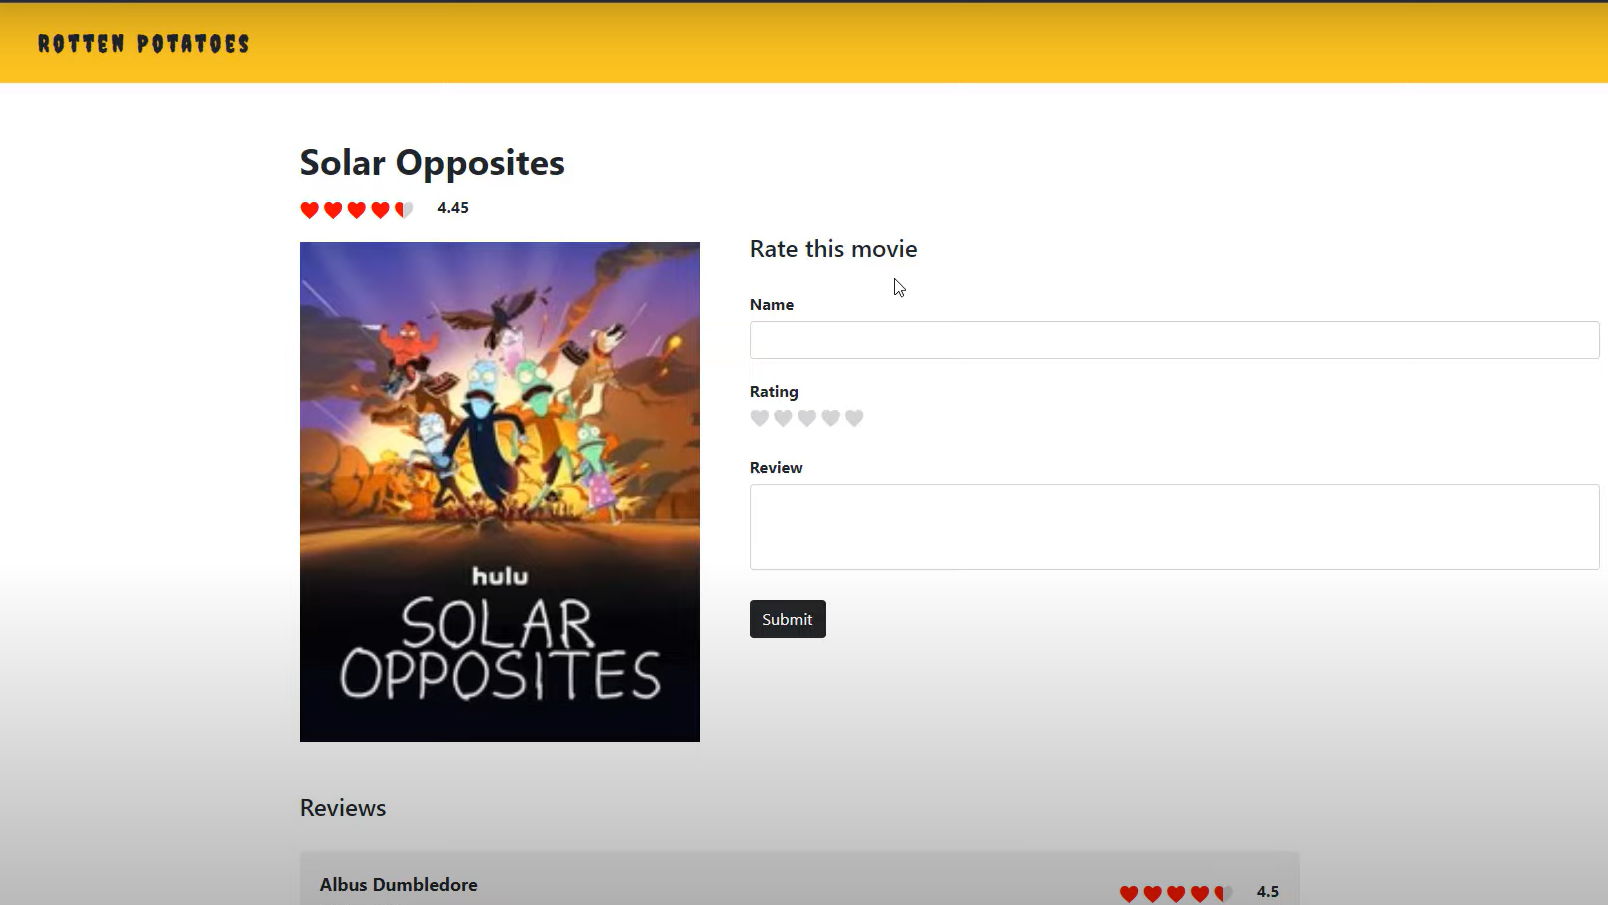 ROTTEN POTATOES
Solar Opposites
4.45
Rate this movie
Name
Rating
Review
Submit
hulu
SOLAR
OPPOSITES
Reviews
Albus Dumbledore
4.5